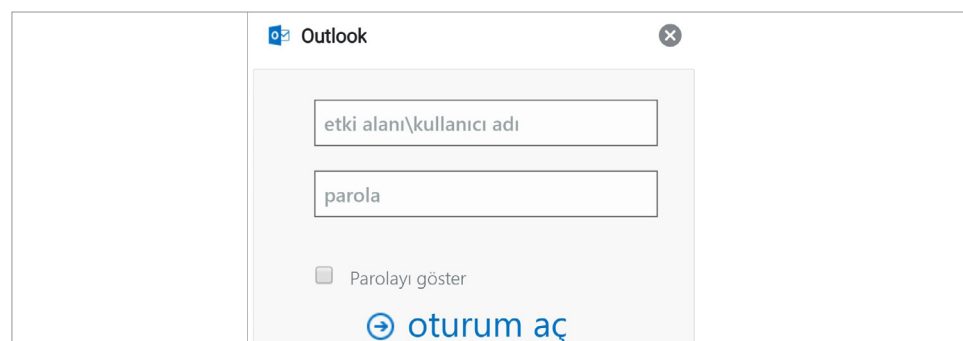 Outlook
etki alanı\kullanıcı adı
parola
Parolayı göster
oturum aç